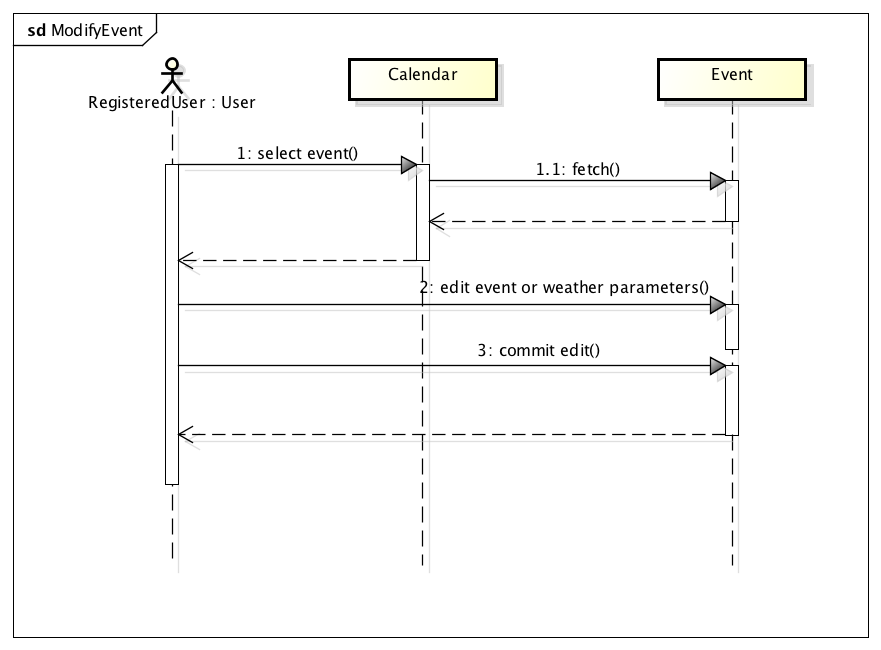 sd ModifyEvent
RegisteredUser : User
Calendar
Event
1: select event()
1.1: fetch()
2: edit event or weather parameters()
3: commit edit()